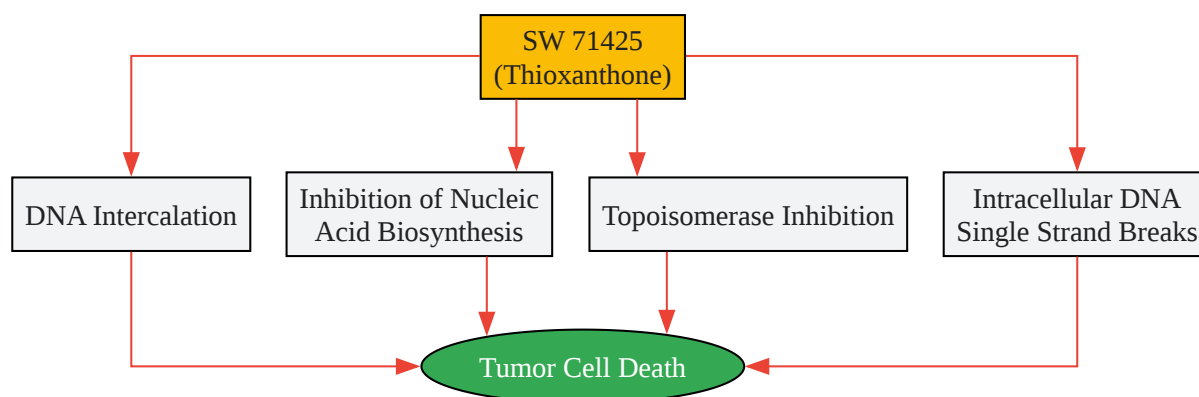 SW 71425
(Thioxanthone)
DNA Intercalation
Inhibition of Nucleic
Acid Biosynthesis
Topoisomerase Inhibition
Intracellular DNA
Single Strand Breaks
Tumor Cell Death